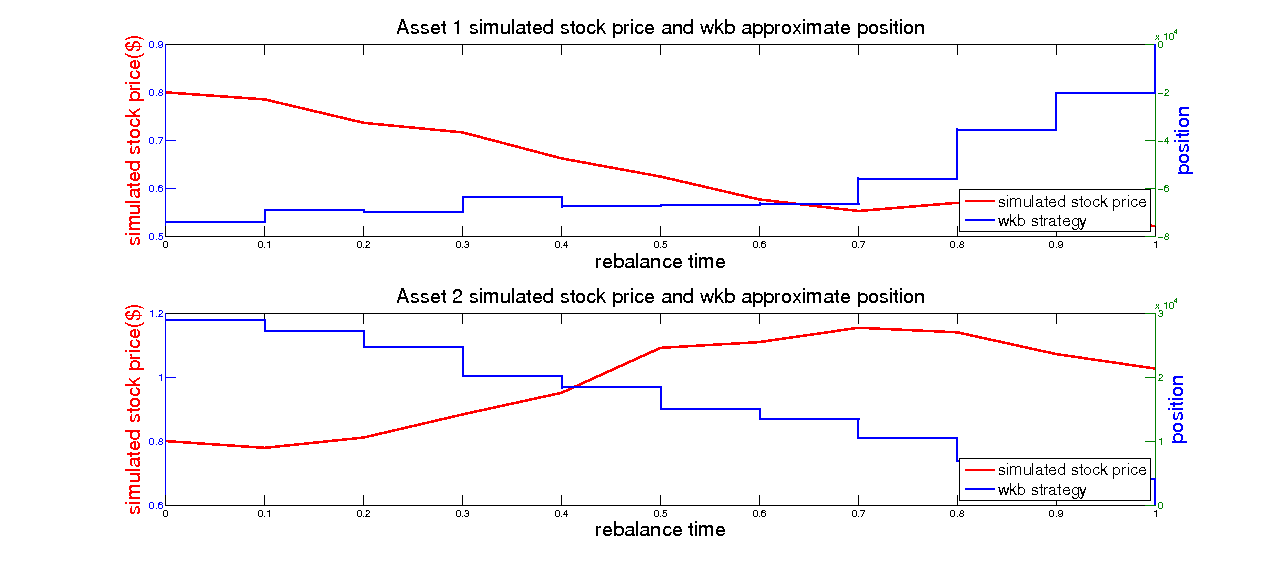 Asset 1 simulated stock price and wkb approximate position
x 10^4
simulated stock price($)
0.9
0.8
0.7
0.6
0.5
0
−2
−4
−6
−8
position
simulated stock price
wkb strategy
0 0.1 0.2 0.3 0.4 0.5 0.6 0.7 0.8 0.9 1
rebalance time
Asset 2 simulated stock price and wkb approximate position
x 10^4
simulated stock price($)
1.2
1
0.8
0.6
3
2
1
0
position
simulated stock price
wkb strategy
0 0.1 0.2 0.3 0.4 0.5 0.6 0.7 0.8 0.9 1
rebalance time